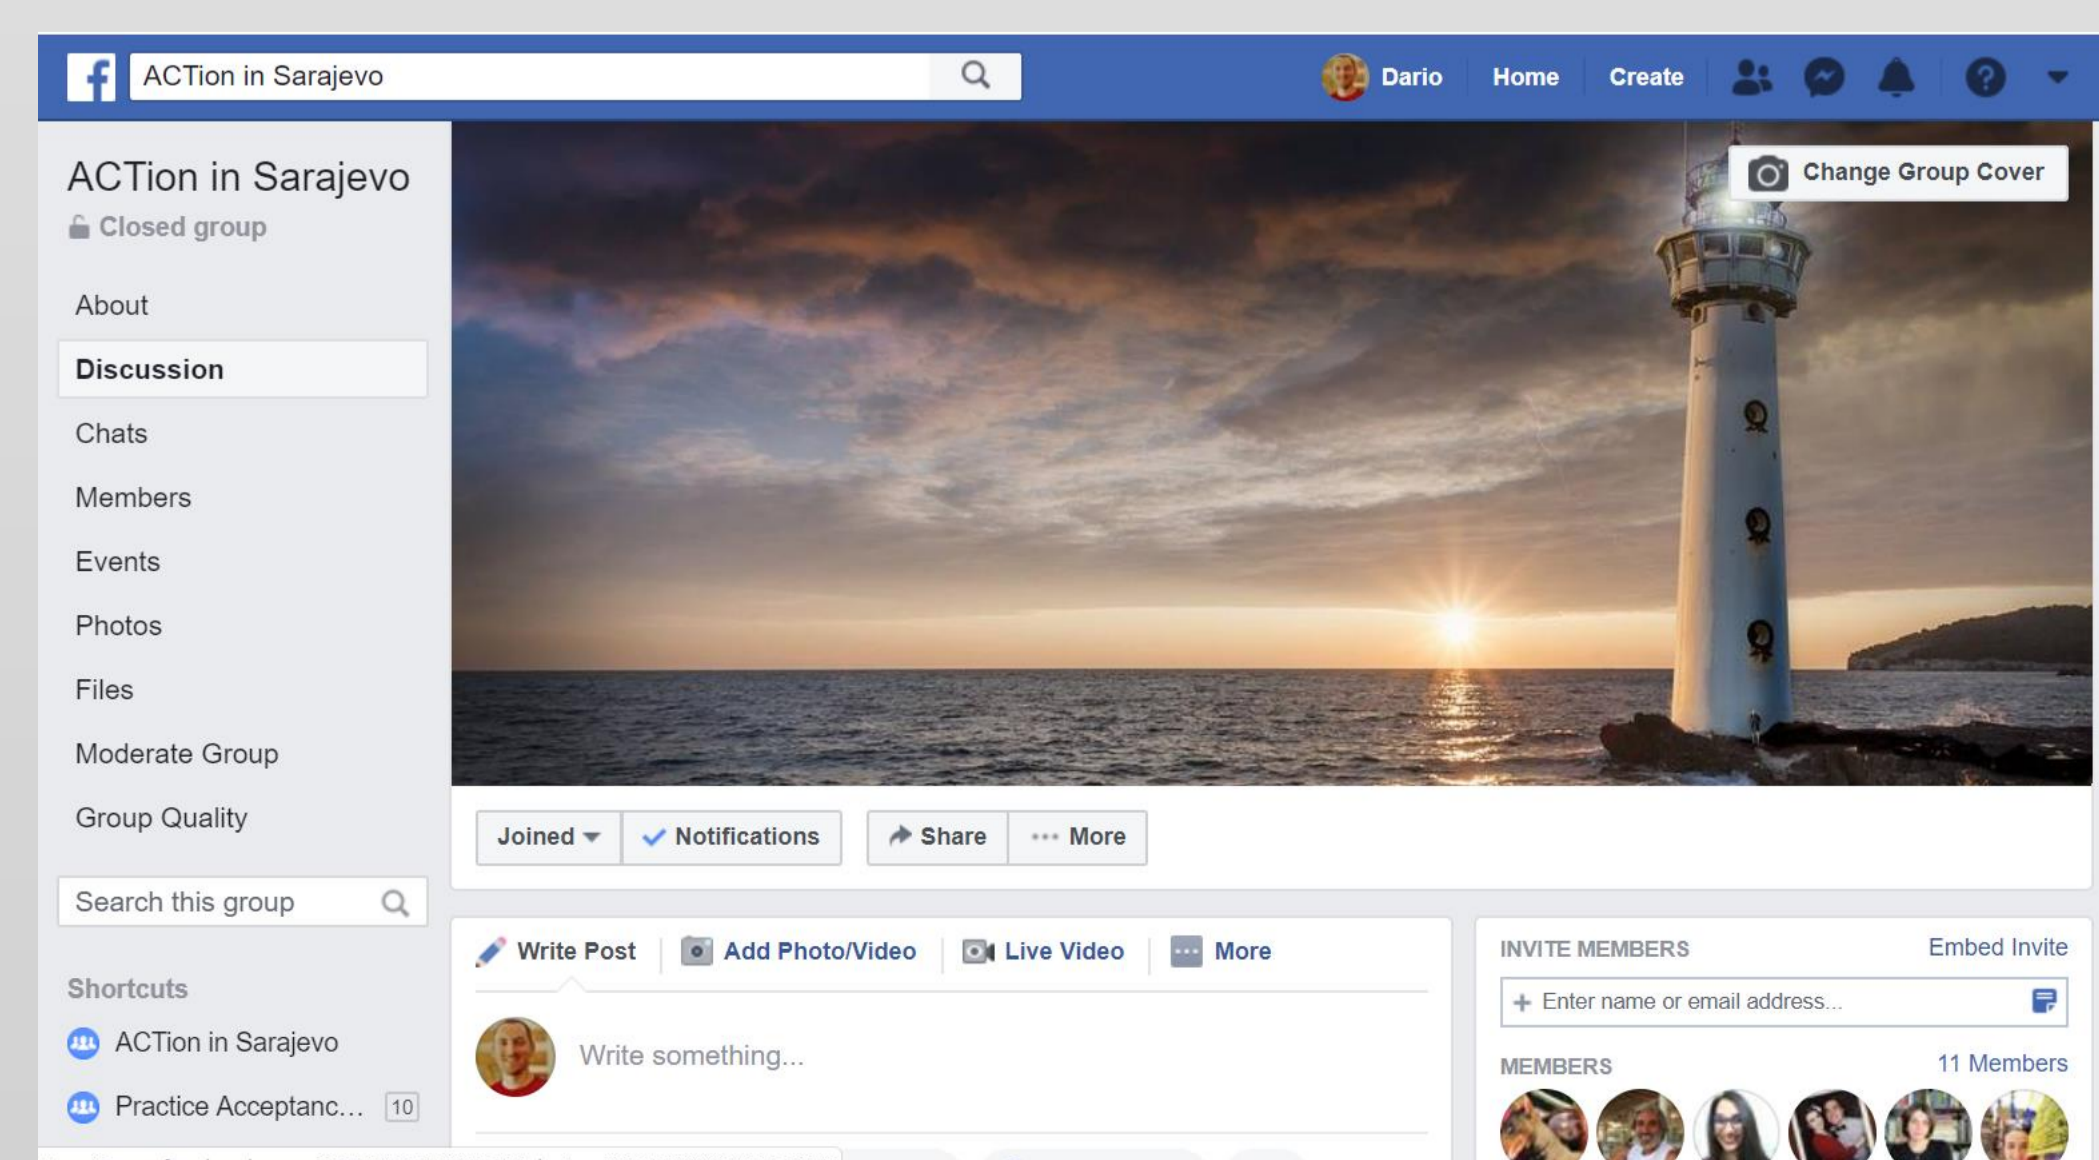 ACTion in Sarajevo
Dario Home Create
Change Group Cover
ACTion in Sarajevo
Closed group
About
Discussion
Chats
Members
Events
Photos
Files
Moderate Group
Group Quality
Search this group
Shortcuts
ACTion in Sarajevo
Practice Acceptanc... 10
Joined Notifications Share ... More
Write Post Add Photo/Video Live Video More
Write something...
INVITE MEMBERS Embed Invite
+ Enter name or email address...
MEMBERS 11 Members